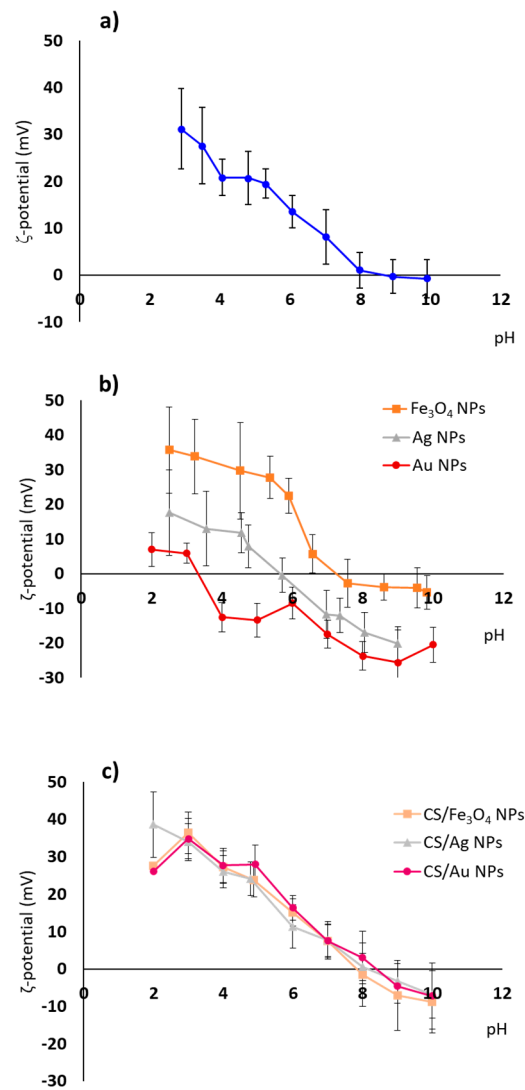 a)
50
40
30
20
10
0
-10
ζ-potential (mV)
0 2 4 6 8 10 12
pH
b)
50
40
30
20
10
0
-10
-20
-30
ζ-potential (mV)
Fe₃O₄ NPs
Ag NPs
Au NPs
0 2 4 6 8 10 12
pH
c)
50
40
30
20
10
0
-10
-20
-30
ζ-potential (mV)
CS/Fe₃O₄ NPs
CS/Ag NPs
CS/Au NPs
0 2 4 6 8 10 12
pH